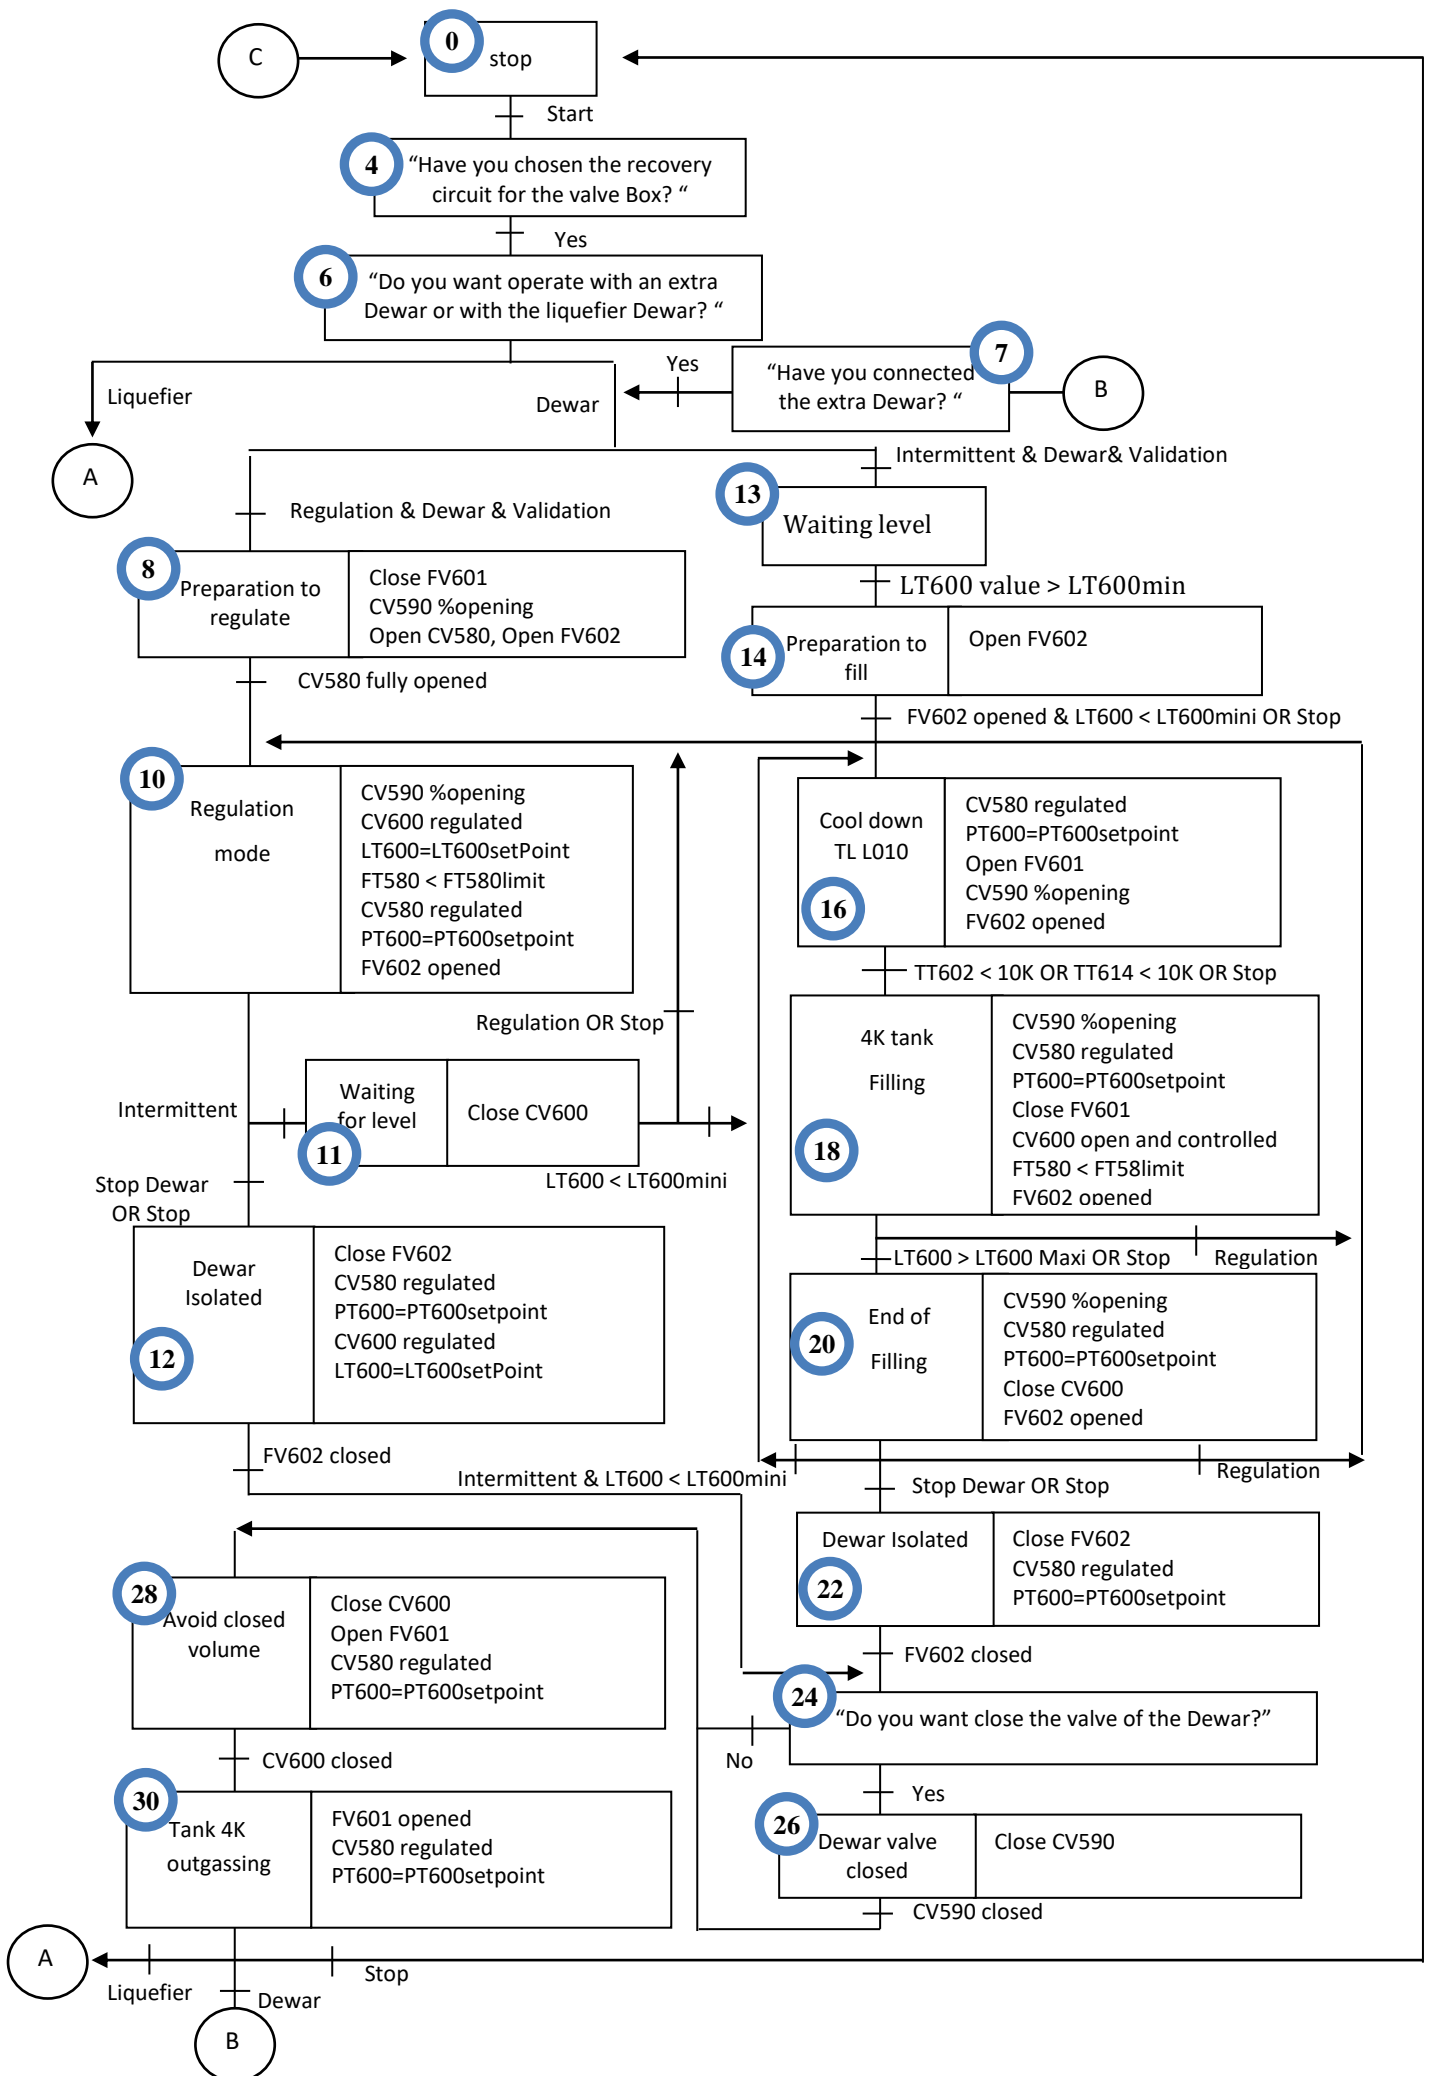 C
0
stop
Start
4
“Have you chosen the recovery
circuit for the valve Box? “
Yes
6
“Do you want operate with an extra
Dewar or with the liquefier Dewar? “
Liquefier
A
Dewar
Yes
7
“Have you connected
the extra Dewar? “
B
Intermittent & Dewar& Validation
Regulation & Dewar & Validation
13
Waiting level
LT600 value > LT600min
8
Preparation to
regulate
Close FV601
CV590 %opening
Open CV580, Open FV602
CV580 fully opened
14
Preparation to
fill
Open FV602
FV602 opened & LT600 < LT600mini OR Stop
10
Regulation
mode
CV590 %opening
CV600 regulated
LT600=LT600setPoint
FT580 < FT580limit
CV580 regulated
PT600=PT600setpoint
FV602 opened
Cool down
TL L010
16
CV580 regulated
PT600=PT600setpoint
Open FV601
CV590 %opening
FV602 opened
TT602 < 10K OR TT614 < 10K OR Stop
Regulation OR Stop
Intermittent
Waiting
for level
11
Close CV600
LT600 < LT600mini
4K tank
Filling
18
CV590 %opening
CV580 regulated
PT600=PT600setpoint
Close FV601
CV600 open and controlled
FT580 < FT58limit
FV602 opened
LT600 > LT600 Maxi OR Stop
Regulation
Stop Dewar
OR Stop
Dewar
Isolated
12
Close FV602
CV580 regulated
PT600=PT600setpoint
CV600 regulated
LT600=LT600setPoint
FV602 closed
End of
20
Filling
CV590 %opening
CV580 regulated
PT600=PT600setpoint
Close CV600
FV602 opened
Intermittent & LT600 < LT600mini
Regulation
Stop Dewar OR Stop
Dewar Isolated
22
Close FV602
CV580 regulated
PT600=PT600setpoint
FV602 closed
28
Avoid closed
volume
Close CV600
Open FV601
CV580 regulated
PT600=PT600setpoint
CV600 closed
24
“Do you want close the valve of the Dewar?”
No
Yes
26
Dewar valve
closed
Close CV590
CV590 closed
30
Tank 4K
outgassing
FV601 opened
CV580 regulated
PT600=PT600setpoint
A
Liquefier
Dewar
Stop
B